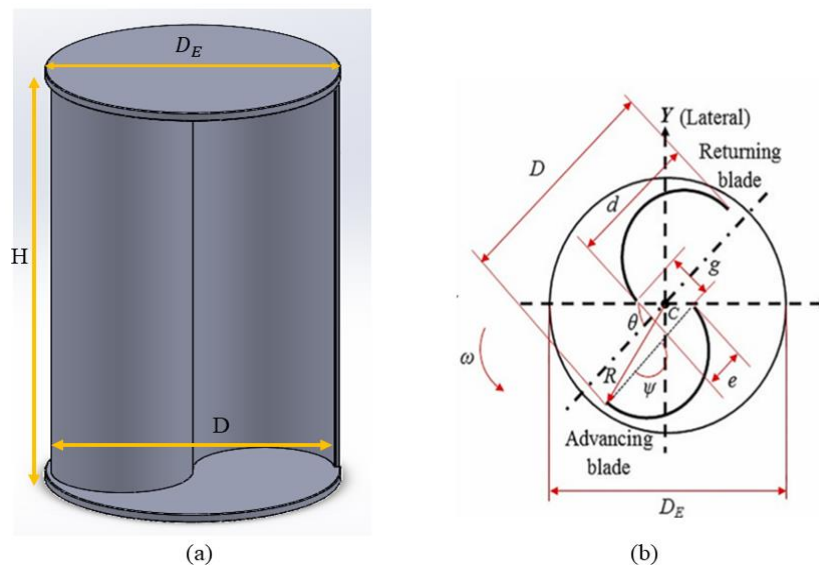 D_E
H
D
(a)
Y (Lateral)
Returning
blade
D
d
g
θ
C
ω
R
ψ
e
Advancing
blade
D_E
(b)